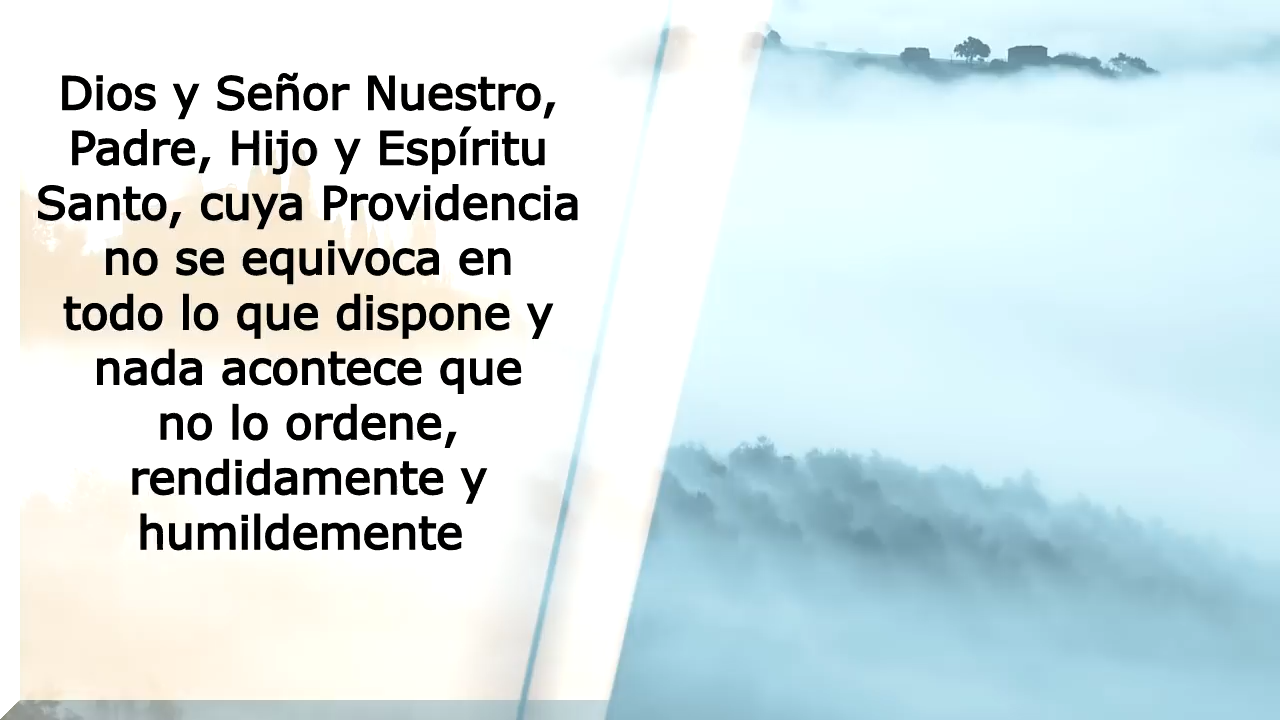 Dios y Señor Nuestro,
Padre, Hijo y Espíritu
Santo, cuya Providencia
no se equivoca en
todo lo que dispone y
nada acontece que
no lo ordene,
rendidamente y
humildemente